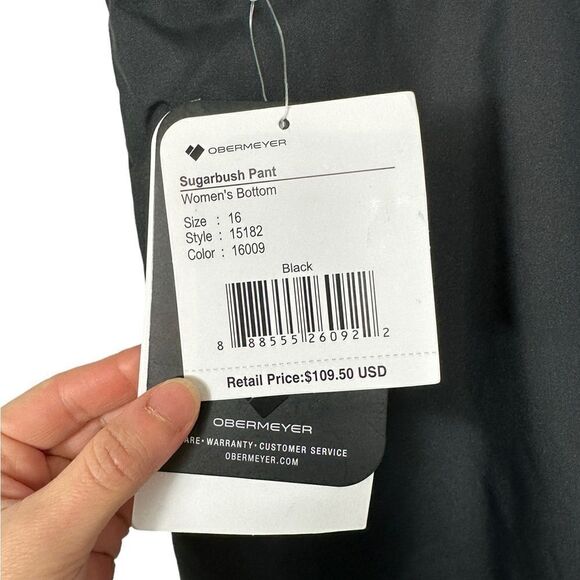 OBERMEYER
Sugarbush Pant
Women's Bottom
Size : 16
Style : 15182
Color : 16009
Black
8 88555 26092 2
Retail Price:$109.50 USD
OBERMEYER
ARE • WARRANTY • CUSTOMER SERVICE
OBERMEYER.COM